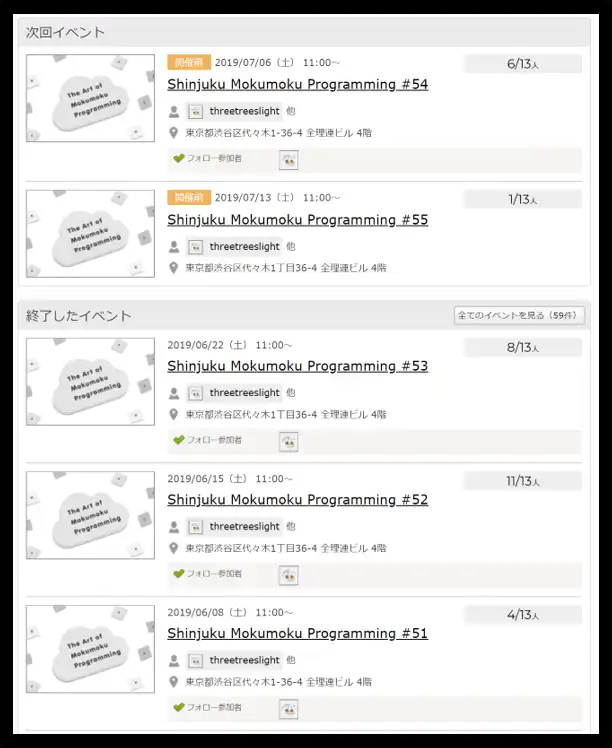 次回イベント
The Art of
Mokumoku
Programming
開催前 2019/07/06（土） 11:00～
6/13人
Shinjuku Mokumoku Programming #54
threetreeslight 他
東京都渋谷区代々木1-36-4 全理連ビル 4階
フォロー参加者
The Art of
Mokumoku
Programming
開催前 2019/07/13（土） 11:00～
1/13人
Shinjuku Mokumoku Programming #55
threetreeslight 他
東京都渋谷区代々木1丁目36-4 全理連ビル 4階
終了したイベント
全てのイベントを見る（59件）
The Art of
Mokumoku
Programming
2019/06/22（土） 11:00～
8/13人
Shinjuku Mokumoku Programming #53
threetreeslight 他
東京都渋谷区代々木1丁目36-4 全理連ビル 4階
フォロー参加者
The Art of
Mokumoku
Programming
2019/06/15（土） 11:00～
11/13人
Shinjuku Mokumoku Programming #52
threetreeslight 他
東京都渋谷区代々木1丁目36-4 全理連ビル 4階
フォロー参加者
The Art of
Mokumoku
Programming
2019/06/08（土） 11:00～
4/13人
Shinjuku Mokumoku Programming #51
threetreeslight 他
東京都渋谷区代々木1丁目36-4 全理連ビル 4階
フォロー参加者